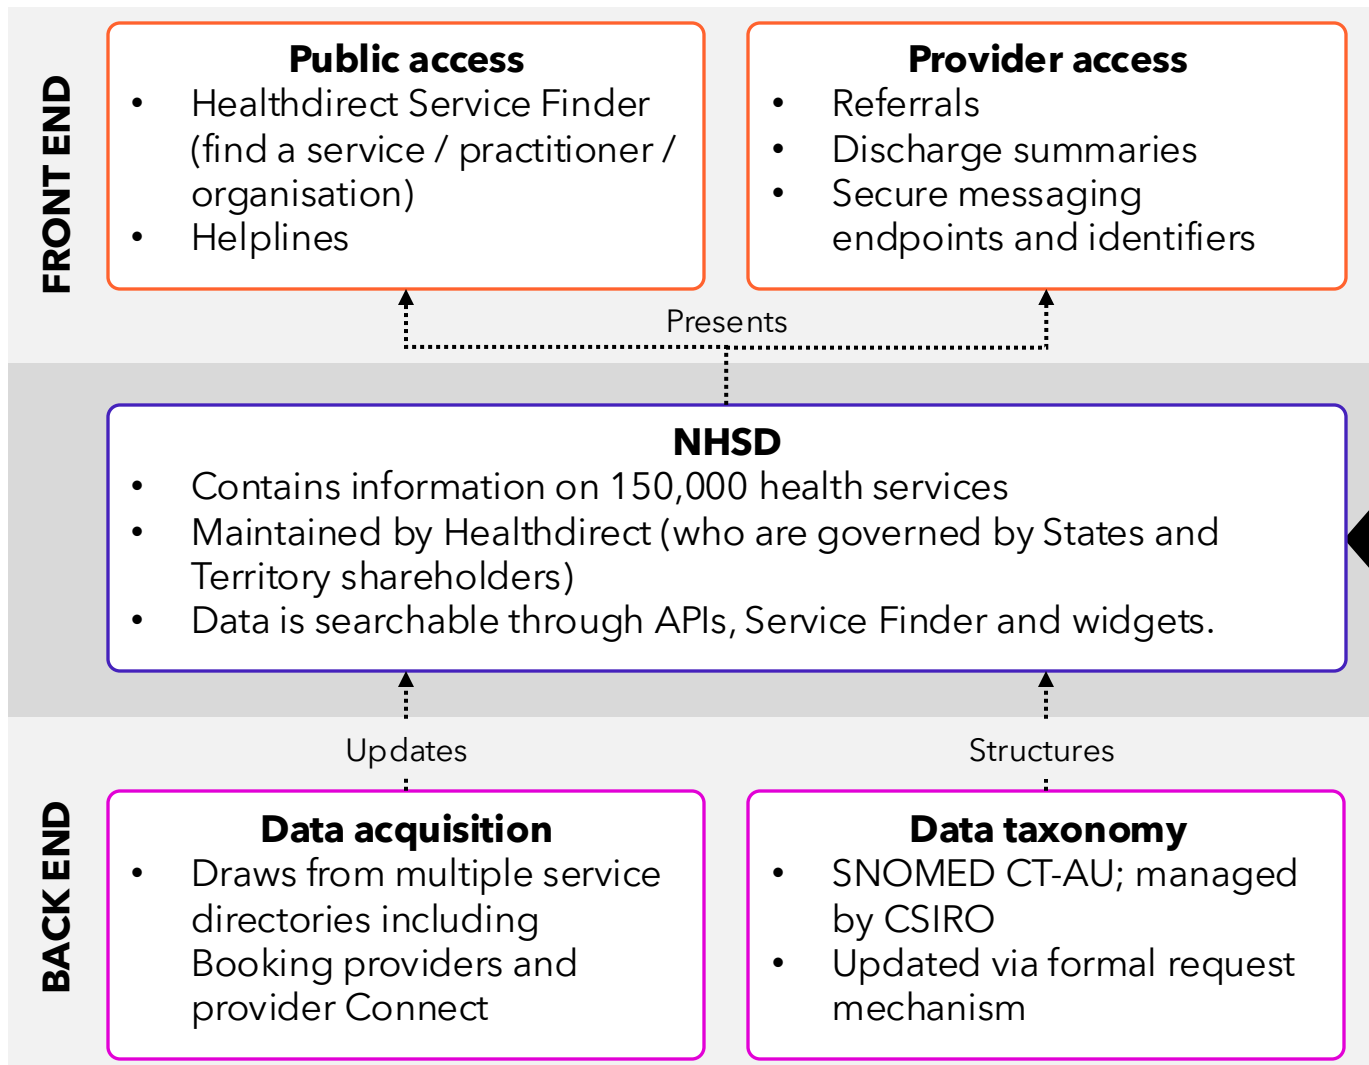 FRONT END
Public access
• Healthdirect Service Finder
(find a service / practitioner /
organisation)
• Helplines
Provider access
• Referrals
• Discharge summaries
• Secure messaging
endpoints and identifiers
Presents
NHSD
• Contains information on 150,000 health services
• Maintained by Healthdirect (who are governed by States and
Territory shareholders)
• Data is searchable through APIs, Service Finder and widgets.
Updates
Structures
BACK END
Data acquisition
• Draws from multiple service
directories including
Booking providers and
provider Connect
Data taxonomy
• SNOMED CT-AU; managed
by CSIRO
• Updated via formal request
mechanism